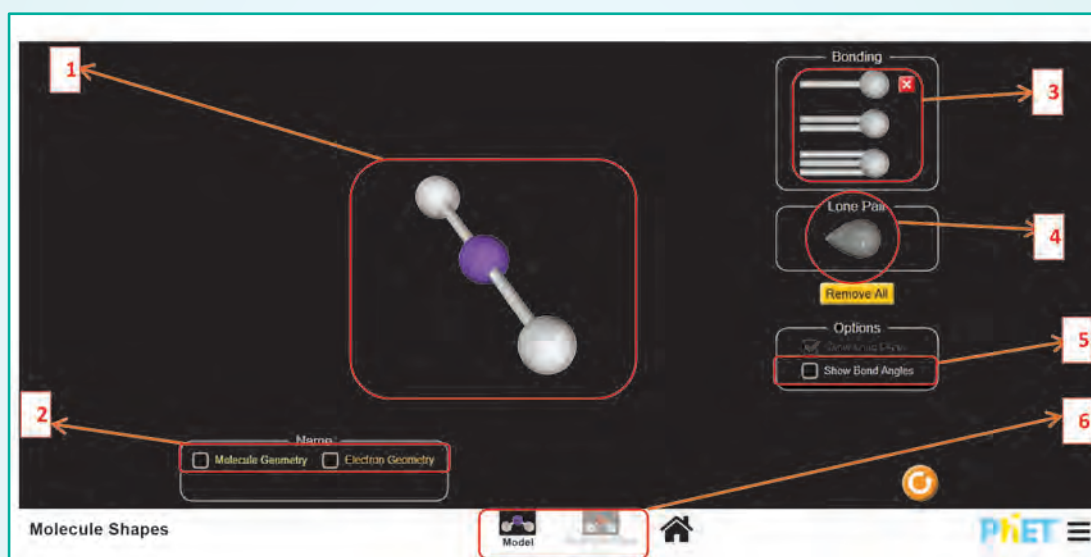 1
Bonding
3
Lone Pair
4
Remove All
Options
5
Show Bond Angles
6
2
Name
Molecule Geometry Electron Geometry
Molecule Shapes
Model
PhET